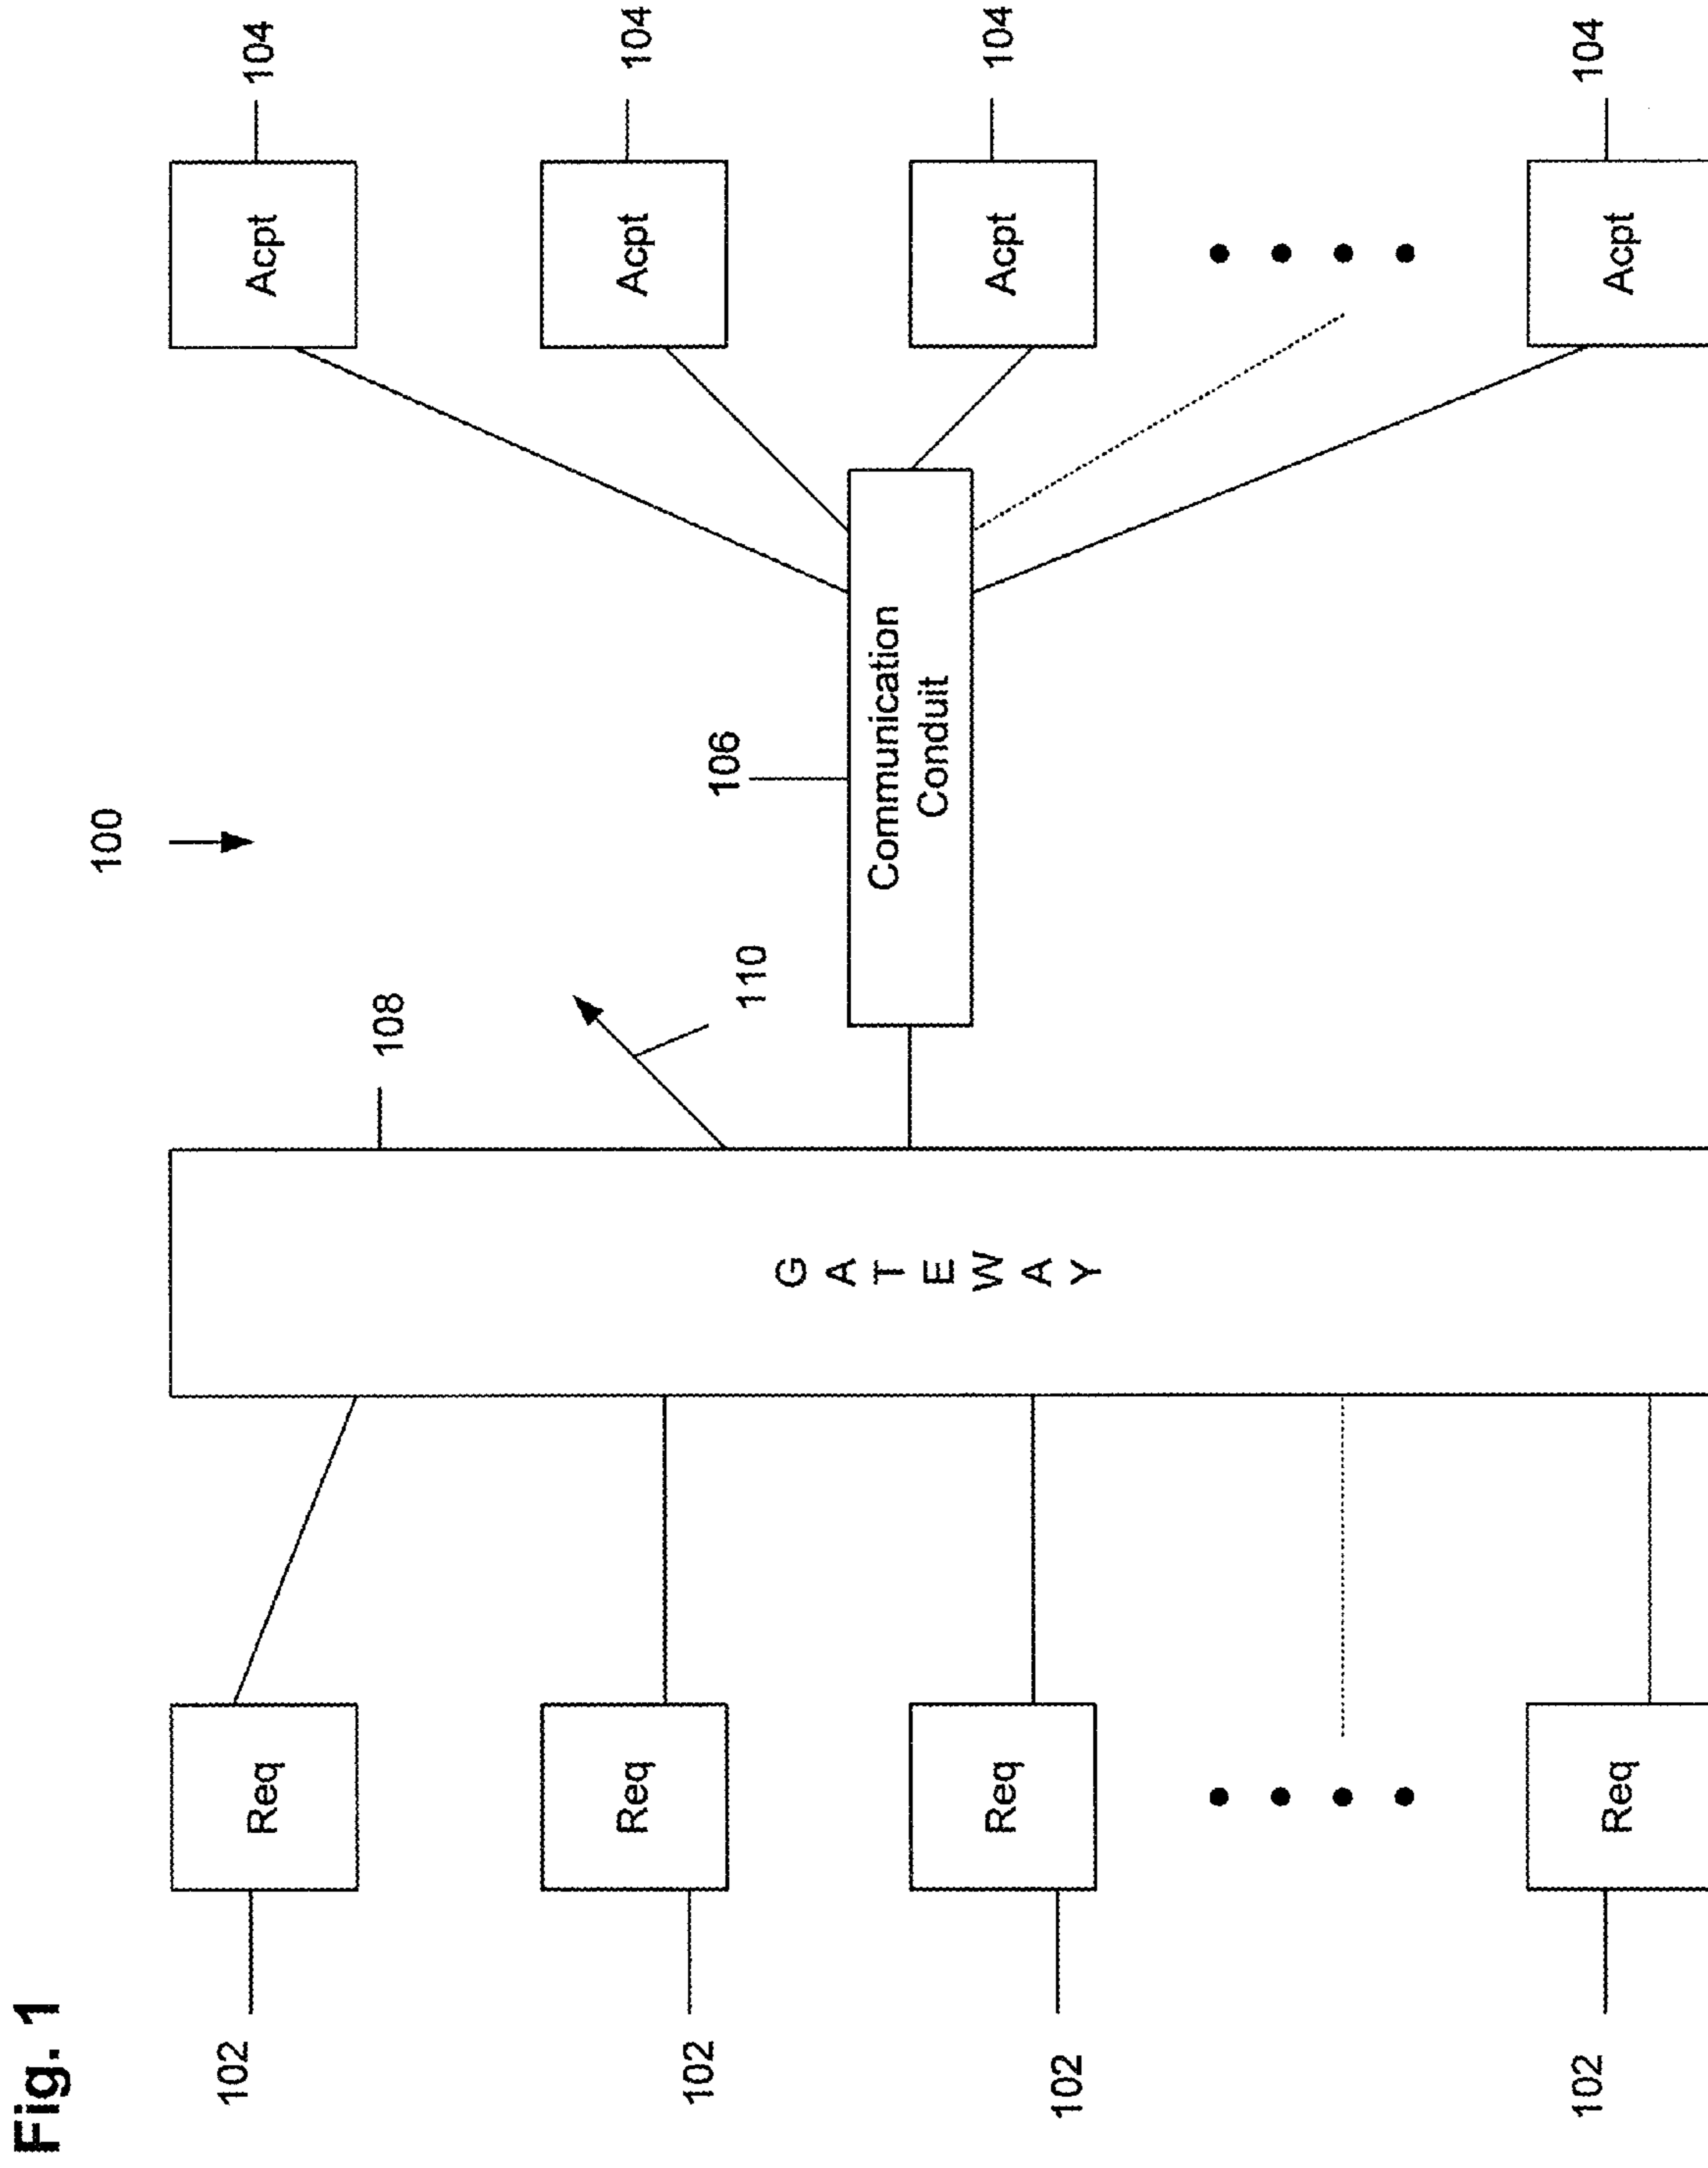 Fig. 1
100
102
Req
Acpt
104
108
102
Req
Acpt
104
106
110
G
A
T
E
W
A
Y
Communication
Conduit
102
Req
Acpt
104
102
Req
Acpt
104